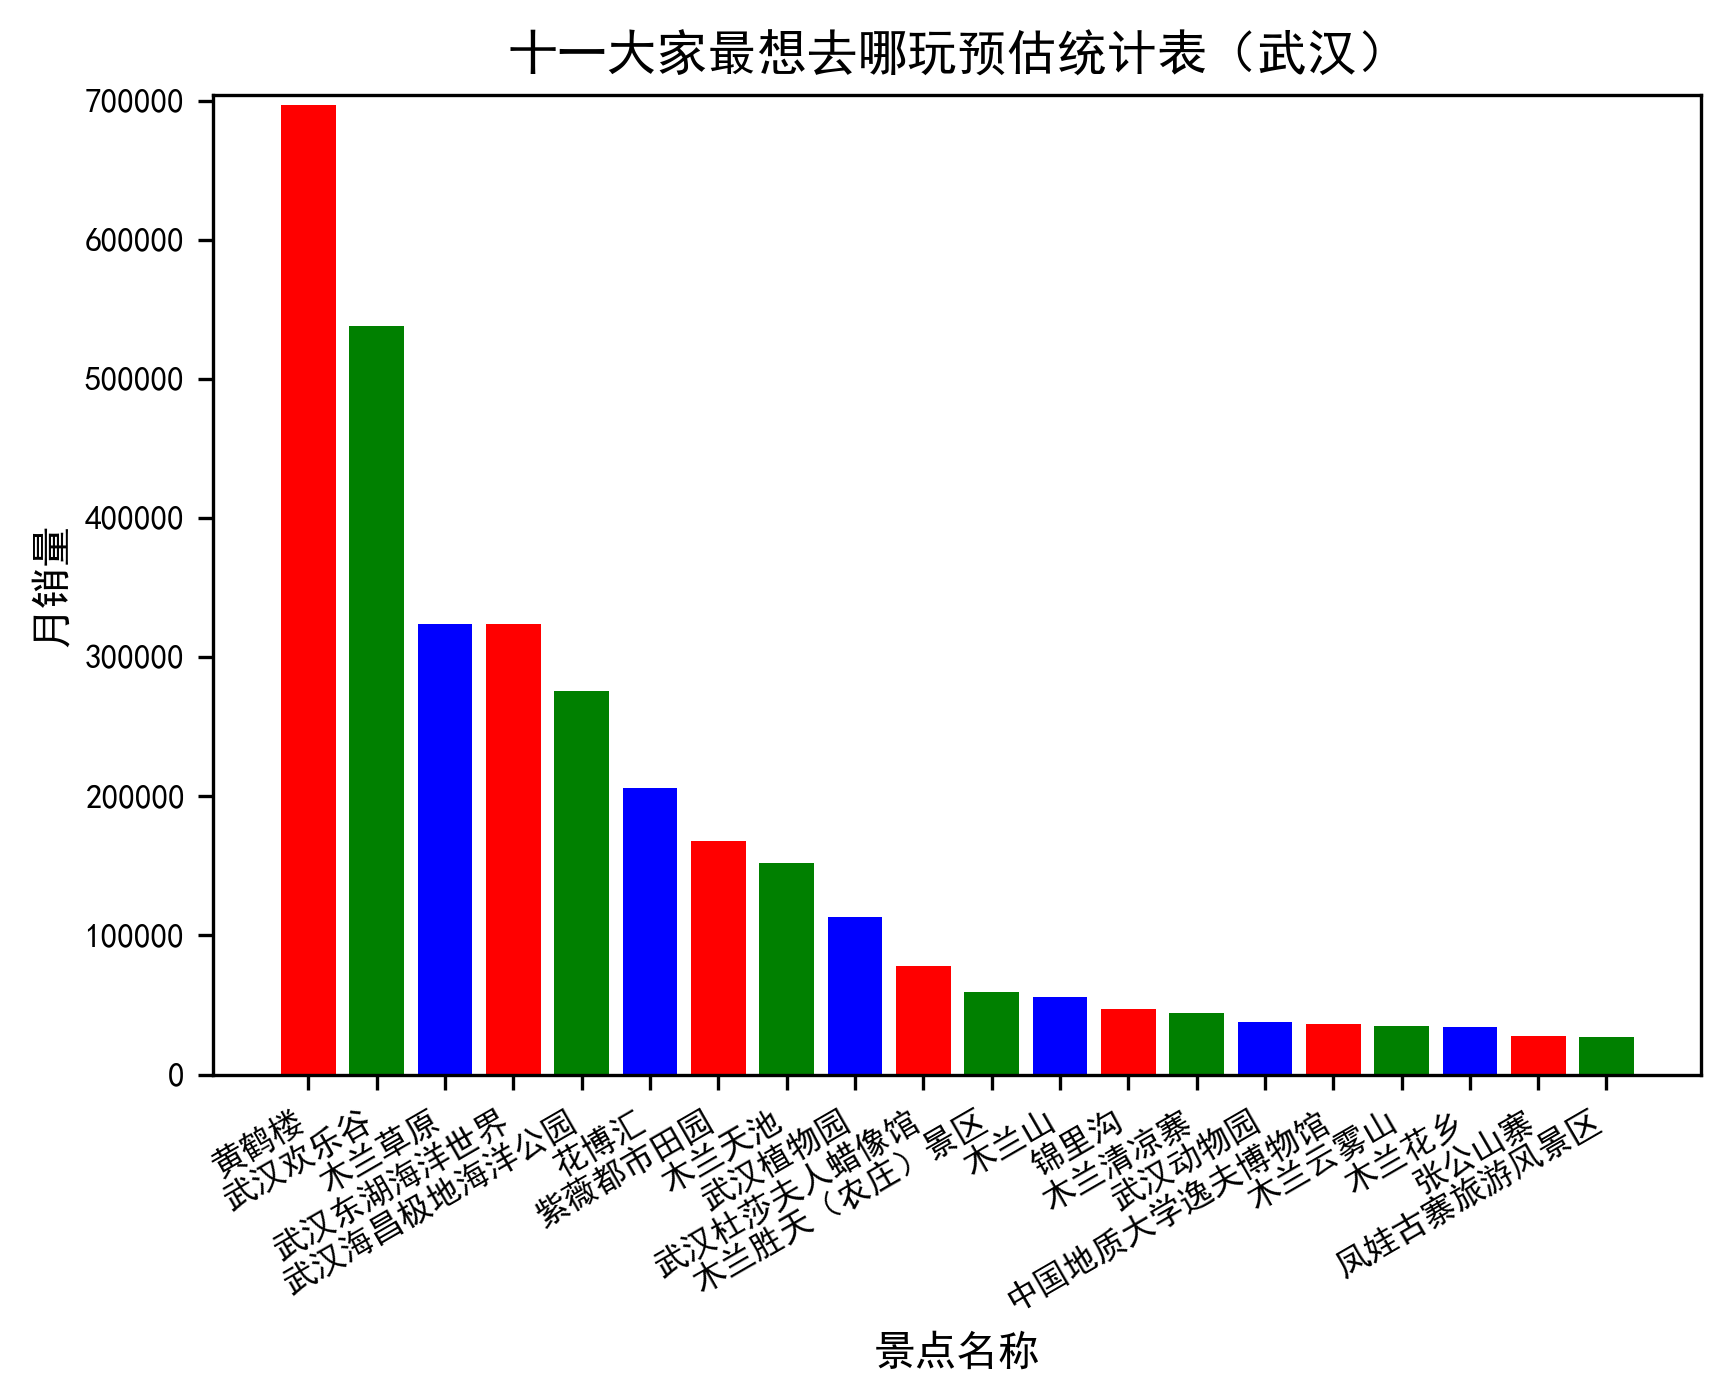 十一大家最想去哪玩预估统计表（武汉）
700000
600000
500000
400000
300000
200000
100000
0
月销量
黄鹤楼
武汉欢乐谷
木兰草原
武汉东湖海洋世界
武汉海昌极地海洋公园
花博汇
紫薇都市田园
木兰天池
武汉植物园
武汉杜莎夫人蜡像馆
木兰胜天（农庄）景区
木兰山
锦里沟
木兰清凉寨
武汉动物园
中国地质大学逸夫博物馆
木兰云雾山
木兰花乡
张公山寨
凤娃古寨旅游风景区
景点名称